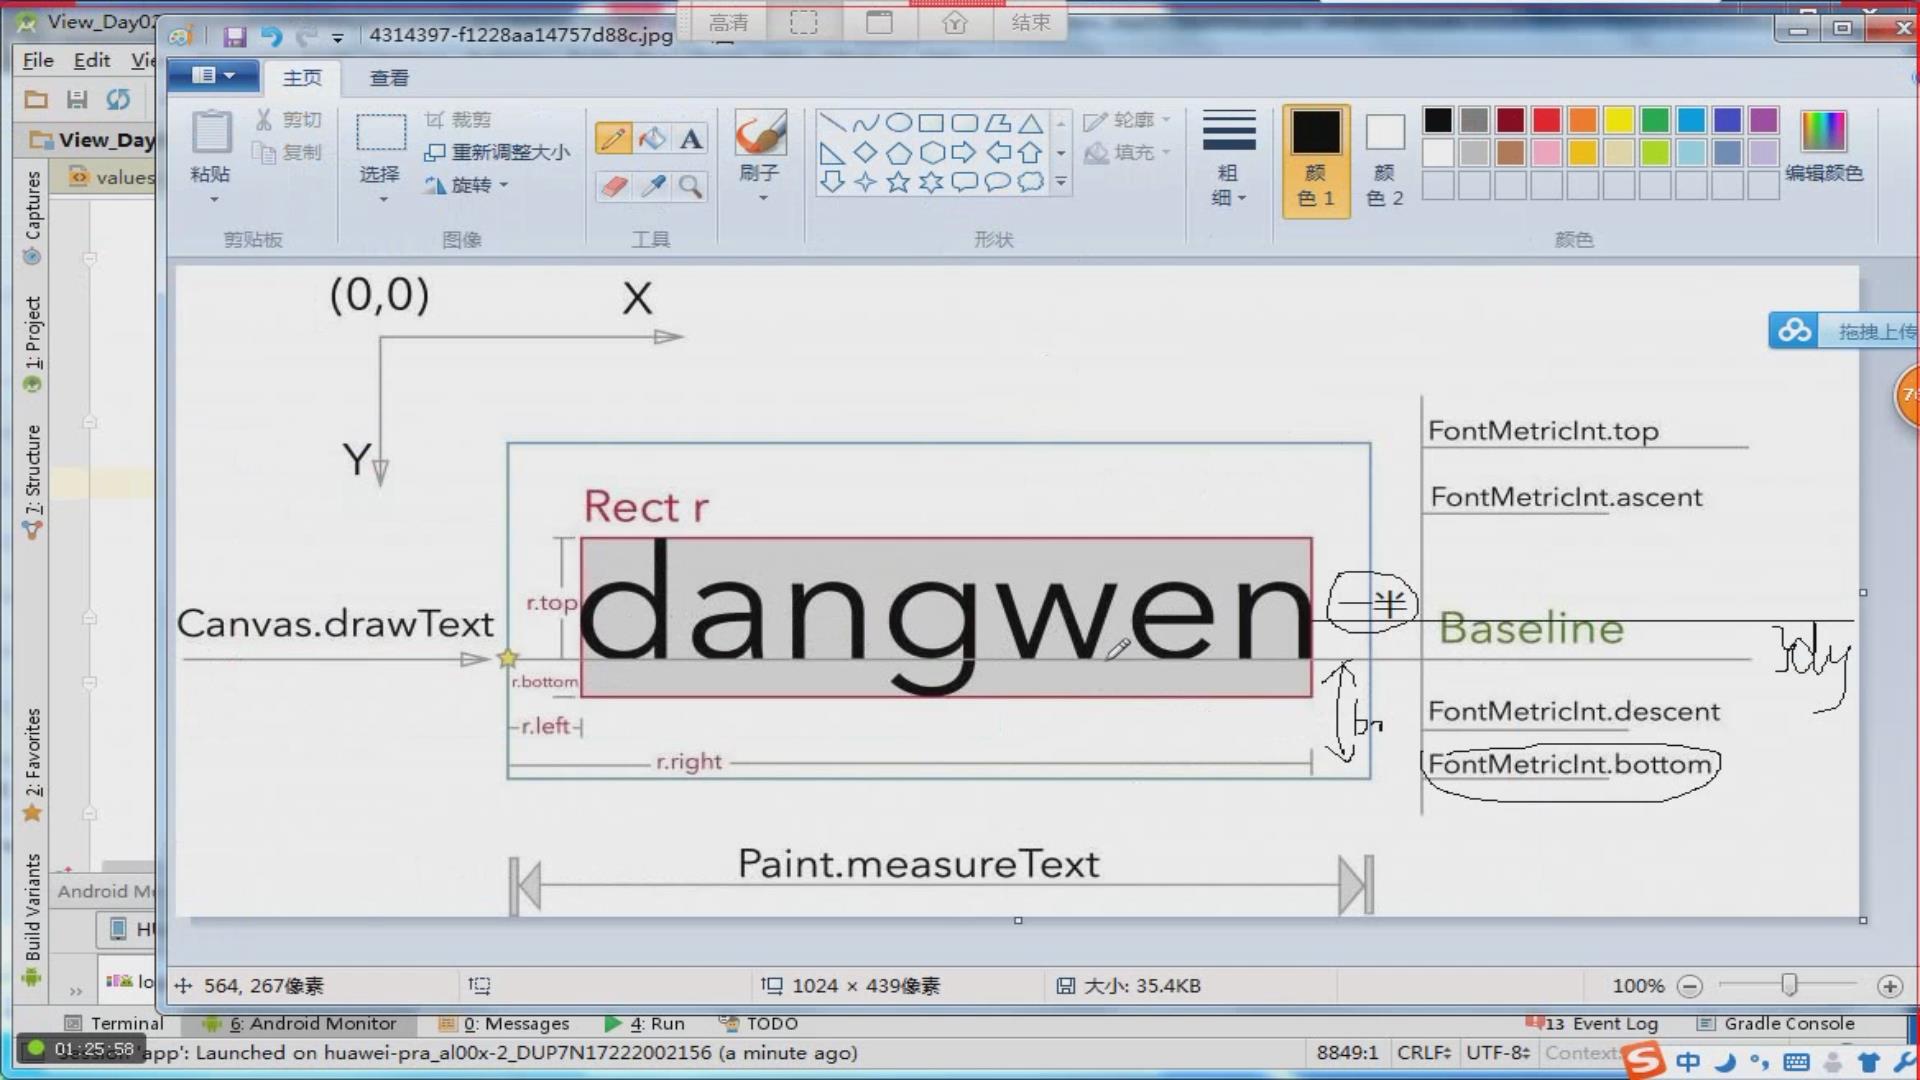 View_Day02
4314397-f1228aa14757d88c.jpg
高清
结束
File Edit
主页 查看
View_Day
values
粘贴
剪切
复制
剪贴板
选择
裁剪
重新调整大小
旋转
图像
A
工具
刷子
轮廓
填充
形状
粗
细
颜
色 1
颜
色 2
编辑颜色
颜色
Captures
1: Project
7: Structure
2: Favorites
Build Variants
拖拽上传
(0,0)
X
Y
Rect r
dangwen
r.top
r.bottom
r.left
r.right
Canvas.drawText
一半
FontMetricInt.top
FontMetricInt.ascent
Baseline
FontMetricInt.descent
FontMetricInt.bottom
Paint.measureText
564, 267像素
1024 × 439像素
大小: 35.4KB
100%
Terminal
6: Android Monitor
0: Messages
4: Run
TODO
13 Event Log
Gradle Console
01:25:58
'app': Launched on huawei-pra_al00x-2_DUP7N17222002156 (a minute ago)
8849:1 CRLF UTF-8
中